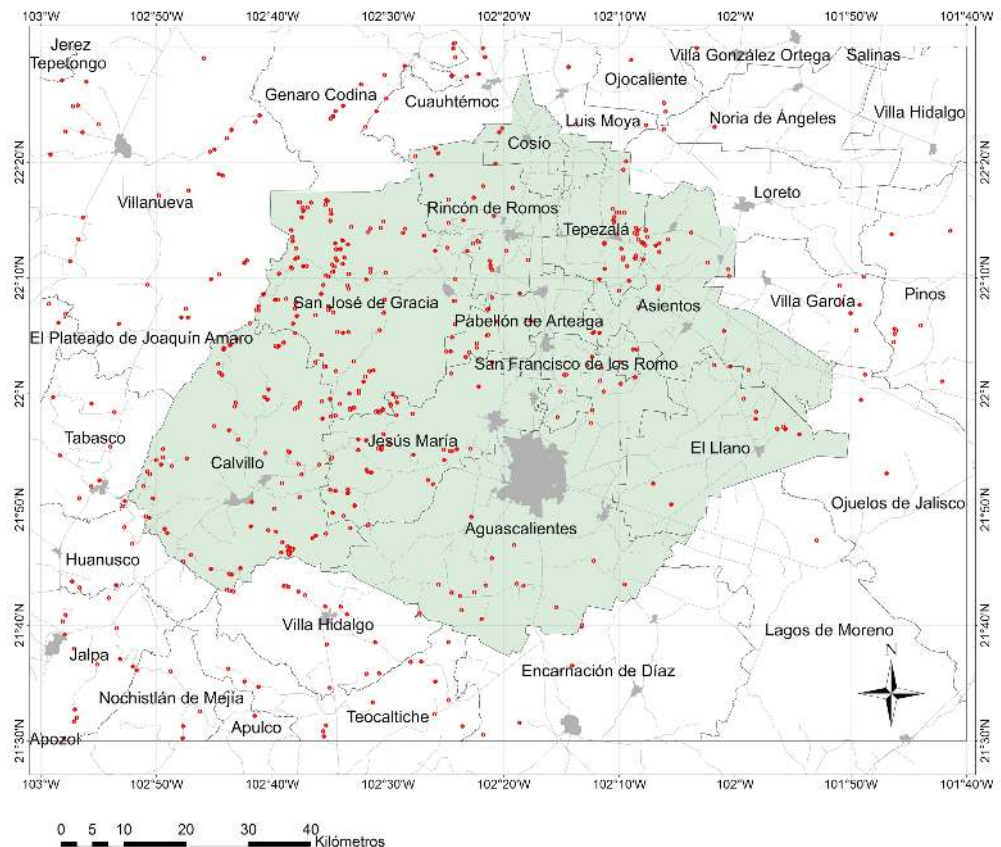 103°W 102°50'W 102°40'W 102°30'W 102°20'W 102°10'W 102°W 101°50'W 101°40'W
Jerez
Tepetongo
Villa González Ortega
Salinas
Ojocaliente
Genaro Codina
Cuauhtémoc
Villa Hidalgo
Luis Moya
Noria de Ángeles
Cosío
22°20'N
22°20'N
Loreto
Villanueva
Rincón de Romos
Tepezalá
22°10'N
22°10'N
Pinos
San José de Gracia
Villa García
Asientos
Pabellón de Arteaga
El Plateado de Joaquín Amaro
San Francisco de los Romo
22°N
22°N
Tabasco
Jesús María
El Llano
Calvillo
Ojuelos de Jalisco
21°50'N
21°50'N
Aguascalientes
Huanusco
Villa Hidalgo
21°40'N
21°40'N
Lagos de Moreno
Jalpa
Encarnación de Díaz
N
Nochistlán de Mejía
Teocaltiche
Apulco
Apozol
21°30'N
21°30'N
103°W 102°50'W 102°40'W 102°30'W 102°20'W 102°10'W 102°W 101°50'W 101°40'W
0 5 10 20 30 40
Kilómetros